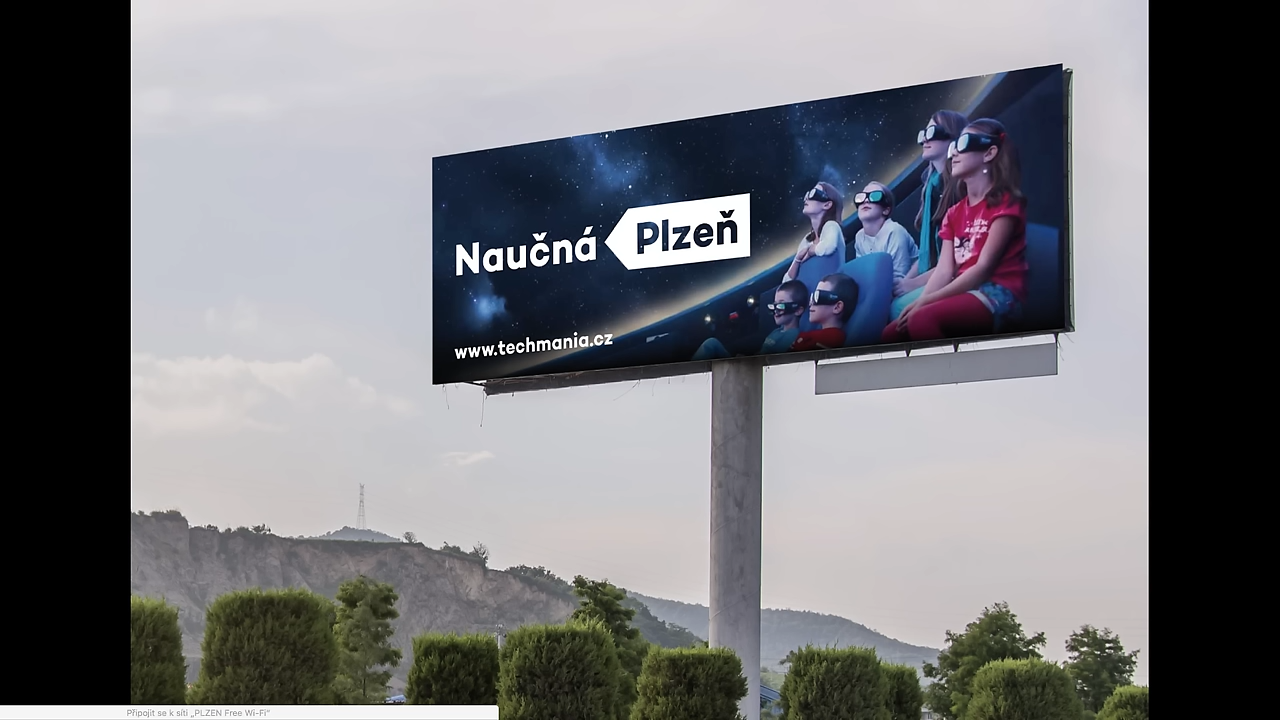 Naučná Plzeň
www.techmania.cz
Připojit se k síti „PLZEN Free Wi-Fi“